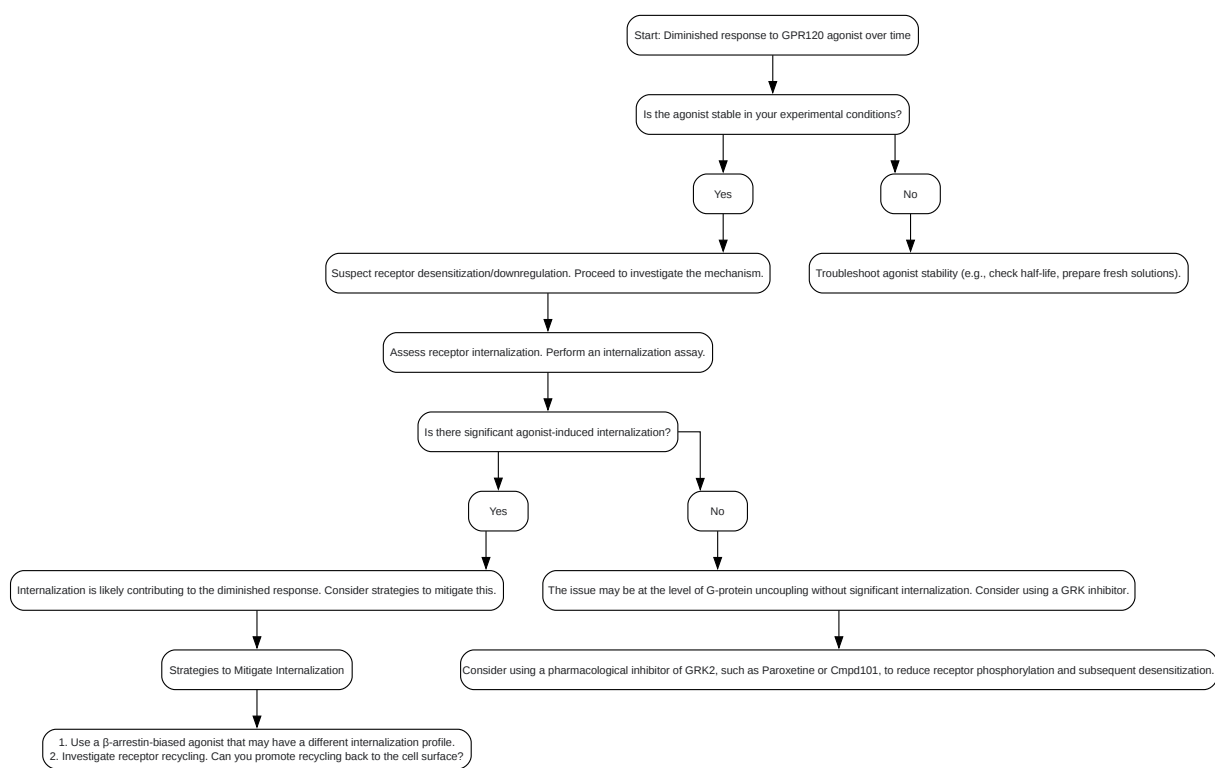 Start: Diminished response to GPR120 agonist over time
Is the agonist stable in your experimental conditions?
Yes
No
Suspect receptor desensitization/downregulation. Proceed to investigate the mechanism.
Troubleshoot agonist stability (e.g., check half-life, prepare fresh solutions).
Assess receptor internalization. Perform an internalization assay.
Is there significant agonist-induced internalization?
Yes
No
Internalization is likely contributing to the diminished response. Consider strategies to mitigate this.
The issue may be at the level of G-protein uncoupling without significant internalization. Consider using a GRK inhibitor.
Strategies to Mitigate Internalization
Consider using a pharmacological inhibitor of GRK2, such as Paroxetine or Cmpd101, to reduce receptor phosphorylation and subsequent desensitization.
1. Use a β-arrestin-biased agonist that may have a different internalization profile.
2. Investigate receptor recycling. Can you promote recycling back to the cell surface?